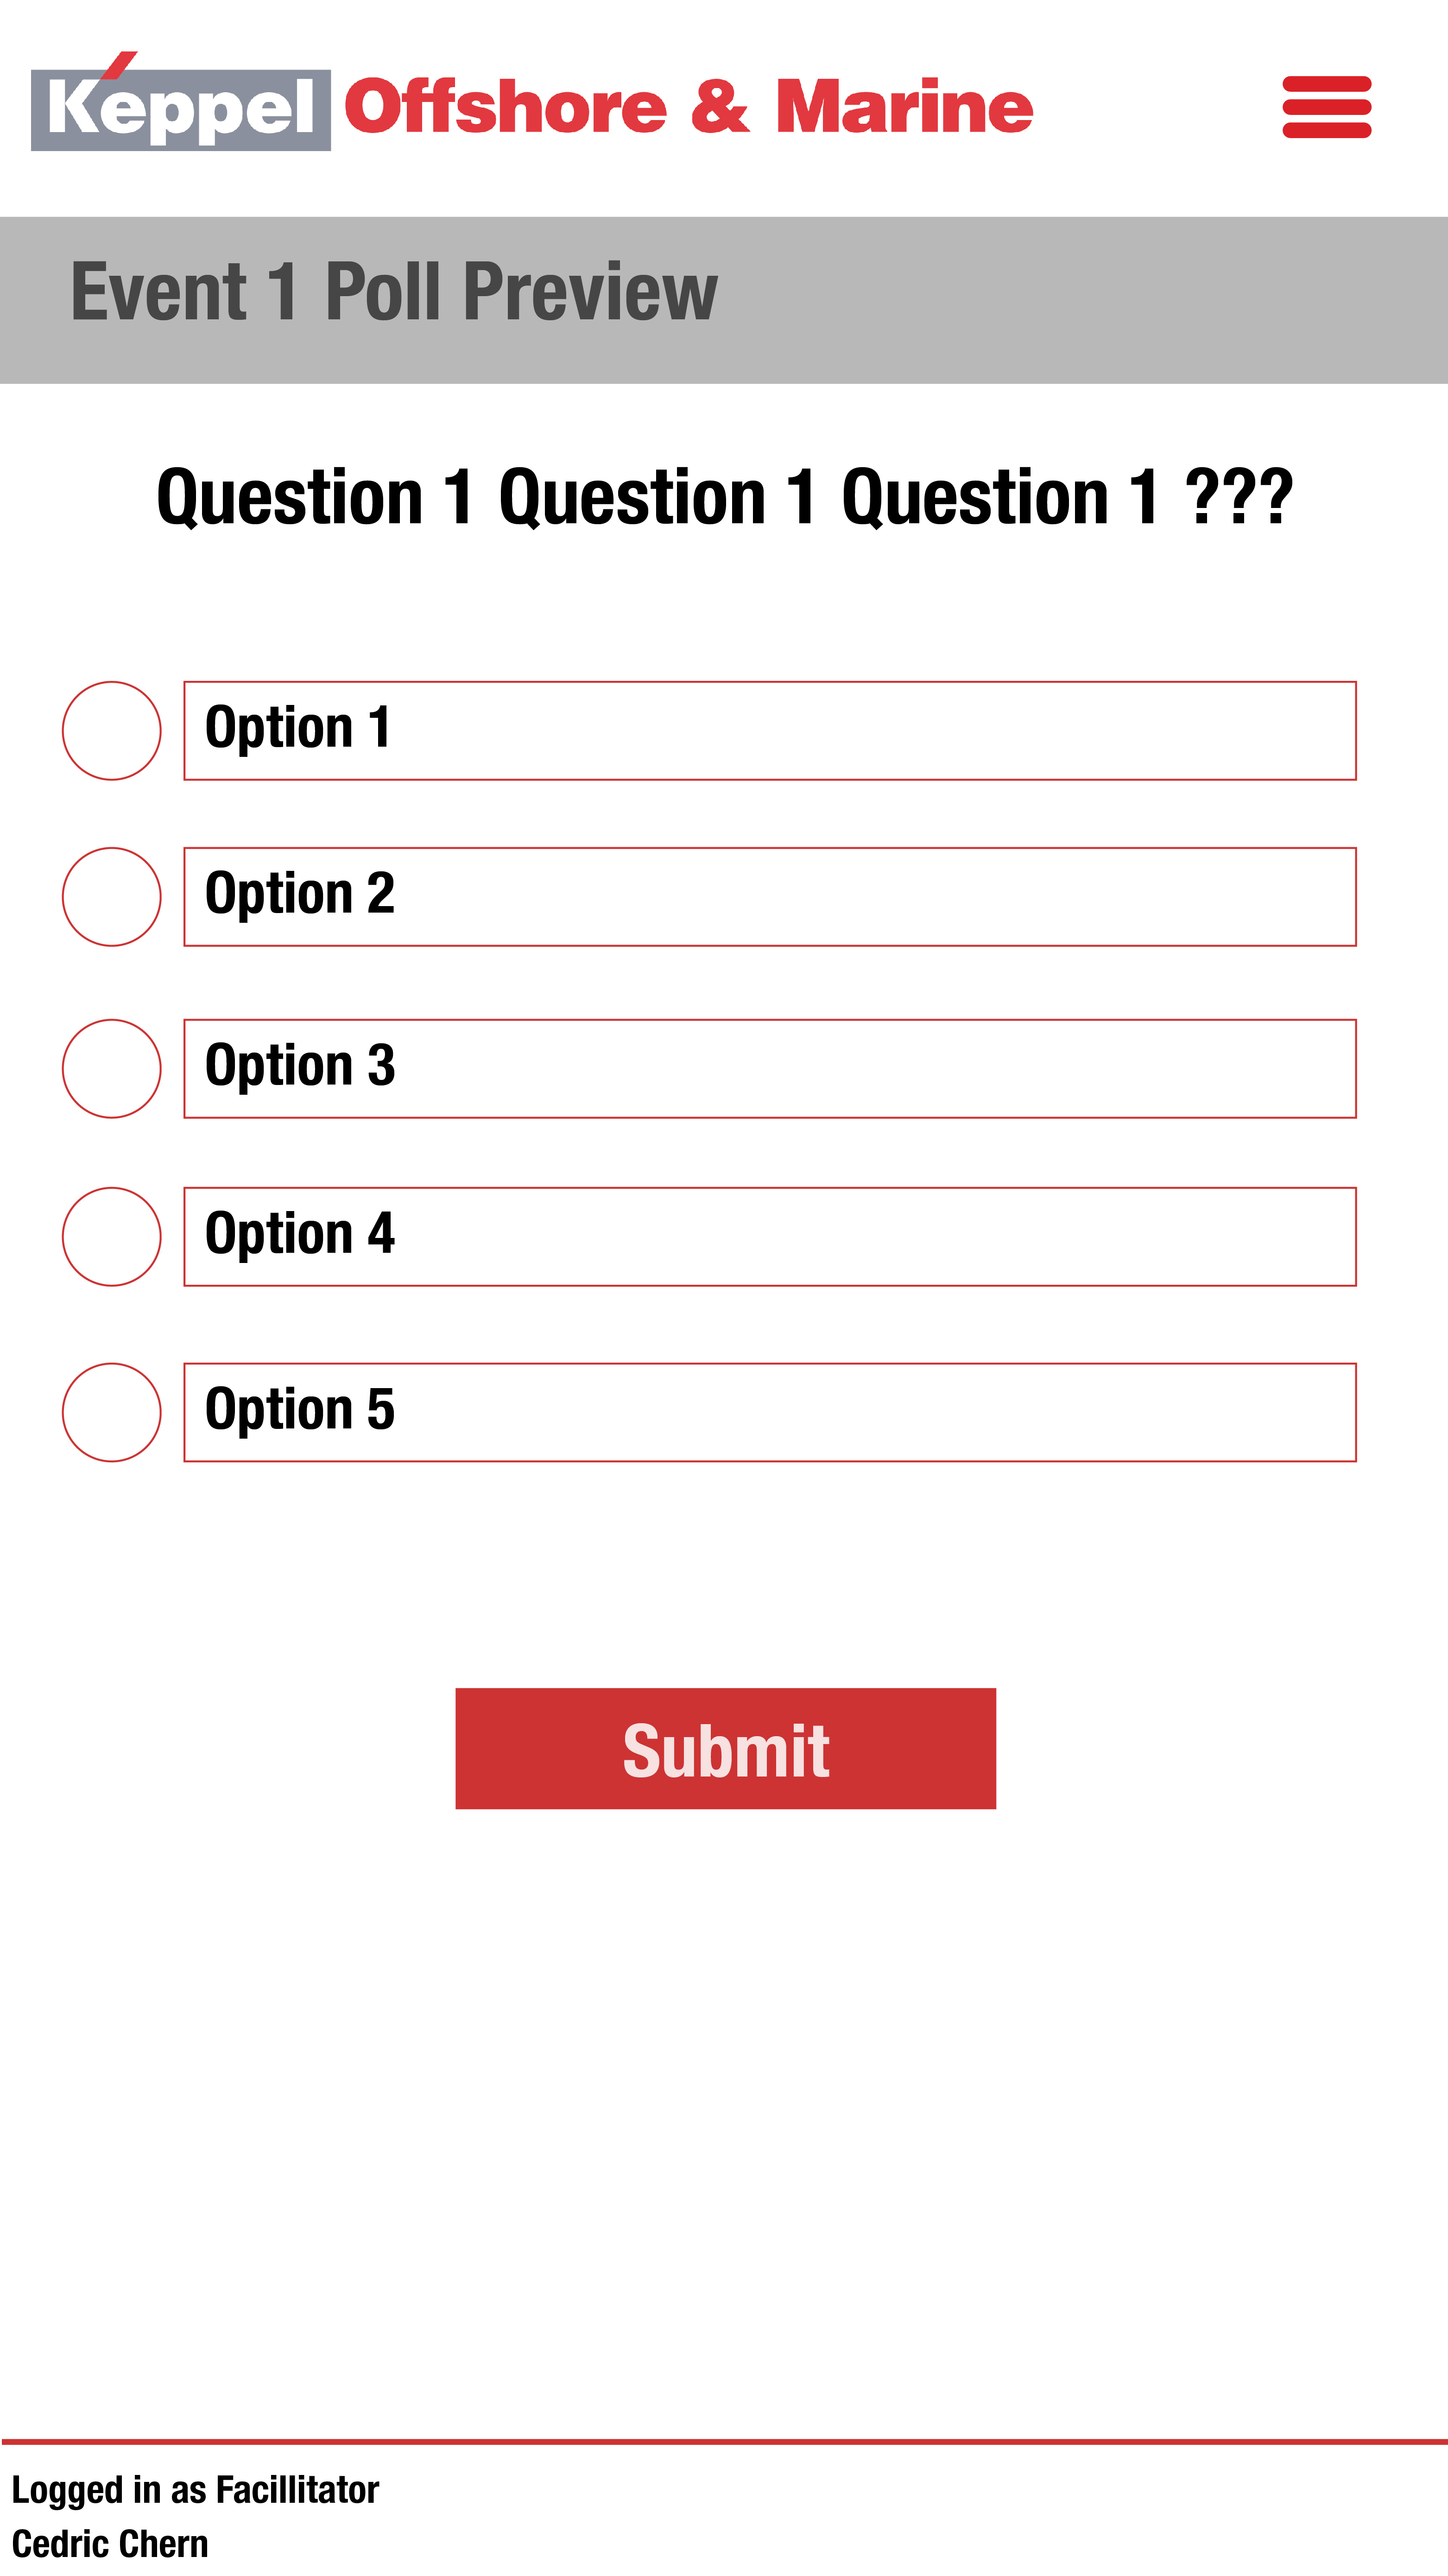 Keppel Offshore & Marine
Event 1 Poll Preview
Question 1 Question 1 Question 1 ???
Option 1
Option 2
Option 3
Option 4
Option 5
Submit
Logged in as Facillitator
Cedric Chern